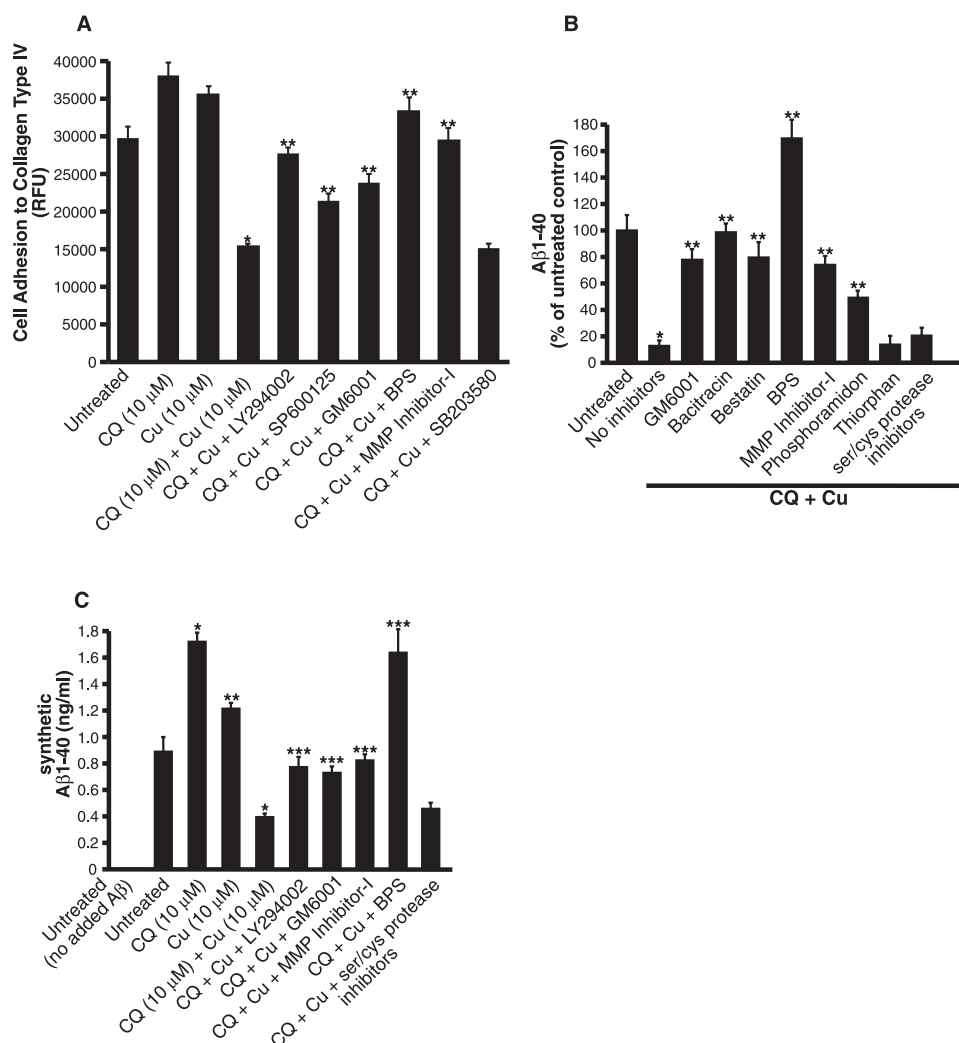 A
Cell Adhesion to Collagen Type IV
(RFU)
40000
35000
30000
25000
20000
15000
10000
5000
0
**
**
**
**
**
*
Untreated
CQ (10 μM)
Cu (10 μM)
CQ (10 μM) + Cu (10 μM)
CQ + Cu + LY294002
CQ + Cu + SP600125
CQ + Cu + GM6001
CQ + Cu + BPS
CQ + Cu + MMP Inhibitor-I
CQ + Cu + SB203580
B
Aβ1-40
(% of untreated control)
180
160
140
120
100
80
60
40
20
0
*
**
**
**
**
**
**
Untreated
No inhibitors
GM6001
Bacitracin
Bestatin
BPS
MMP Inhibitor-I
Phosphoramidon
Thiorphan
ser/cys protease
inhibitors
CQ + Cu
C
synthetic
Aβ1-40 (ng/ml)
1.8
1.6
1.4
1.2
1.0
0.8
0.6
0.4
0.2
0
*
**
*
***
***
***
***
Untreated
(no added Aβ)
Untreated
CQ (10 μM)
Cu (10 μM)
CQ (10 μM) + Cu (10 μM)
CQ + Cu + LY294002
CQ + Cu + GM6001
CQ + Cu + MMP Inhibitor-I
CQ + Cu + BPS
CQ + Cu + ser/cys protease
inhibitors